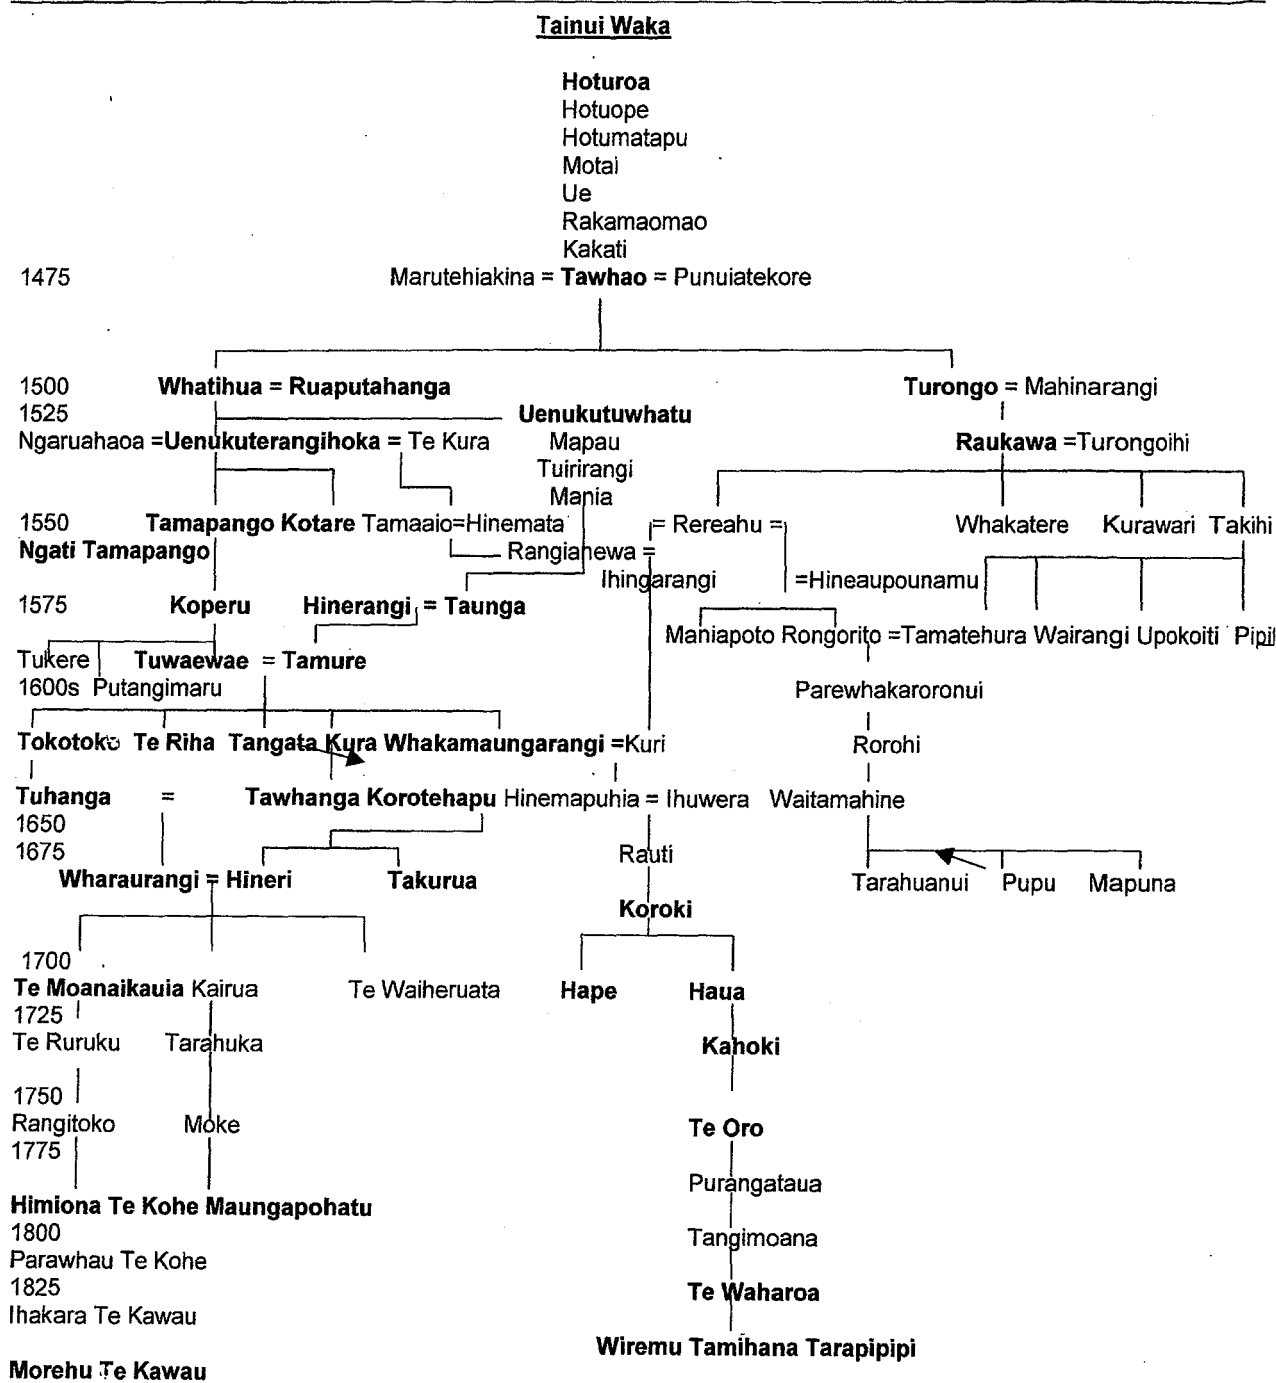 Tainui Waka
Hoturoa
Hotuope
Hotumatapu
Motai
Ue
Rakamaomao
Kakati
1475 Marutehiakina = Tawhao = Punuiatekore
1500 Whatihua = Ruaputahanga Turongo = Mahinarangi
1525 Uenukutuwhatu
Ngaruahaoa =Uenukuterangihoka = Te Kura Mapau Raukawa =Turongoihi
Tuirirangi
Mania
1550 Tamapango Kotare Tamaaio=Hinemata = Rereahu = Whakatere Kurawari Takihi
Ngati Tamapango Rangiahewa =
Ihingarangi =Hineaupounamu
1575 Koperu Hinerangi = Taunga
Maniapoto Rongorito =Tamatehura Wairangi Upokoiti Pipil
Tukere Tuwaewae = Tamure
1600s Putangimaru Parewhakaroronui
Tokotoko Te Riha Tangata Kura Whakamaungarangi =Kuri Rorohi
Tuhanga = Tawhanga Korotehapu Hinemapuhia = Ihuwera Waitamahine
1650
1675 Rauti
Wharaurangi = Hineri Takurua Tarahuanui Pupu Mapuna
Koroki
1700
Te Moanaikauia Kairua Te Waiheruata Hape Haua
1725
Te Ruruku Tarahuka Kahoki
1750
Rangitoko Moke Te Oro
1775
Purangataua
Himiona Te Kohe Maungapohatu
1800 Tangimoana
Parawhau Te Kohe
1825 Te Waharoa
Ihakara Te Kawau
Wiremu Tamihana Tarapipipi
Morehu Te Kawau